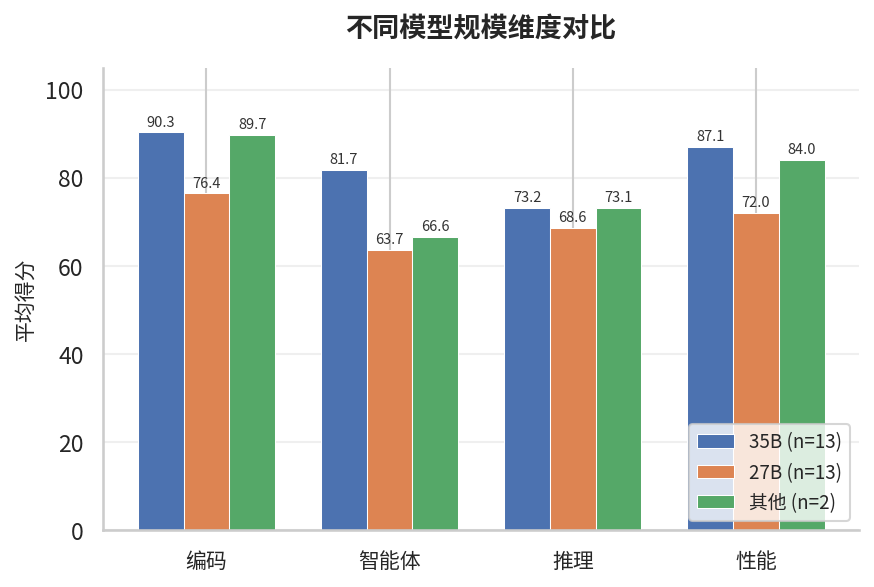 不同模型规模维度对比
平均得分
100
80
60
40
20
0
90.3
76.4
89.7
81.7
63.7
66.6
73.2
68.6
73.1
87.1
72.0
84.0
35B (n=13)
27B (n=13)
其他 (n=2)
编码
智能体
推理
性能